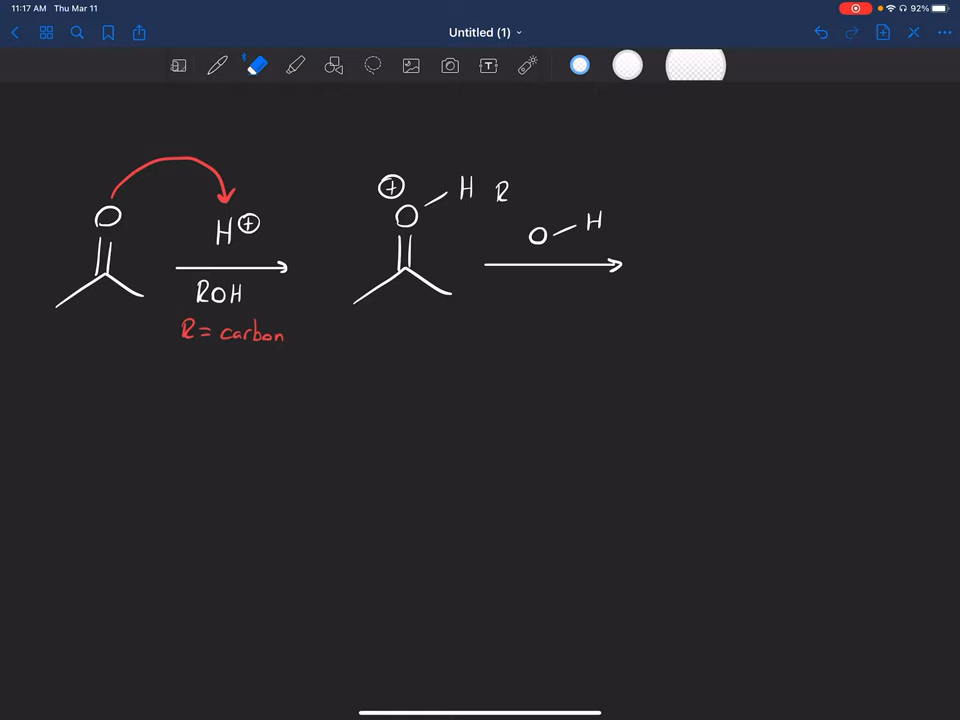 11:17 AM Thu Mar 11
92%
Untitled (1)
T
O
H⊕
ROH
R = carbon
⊕
O H R
O H